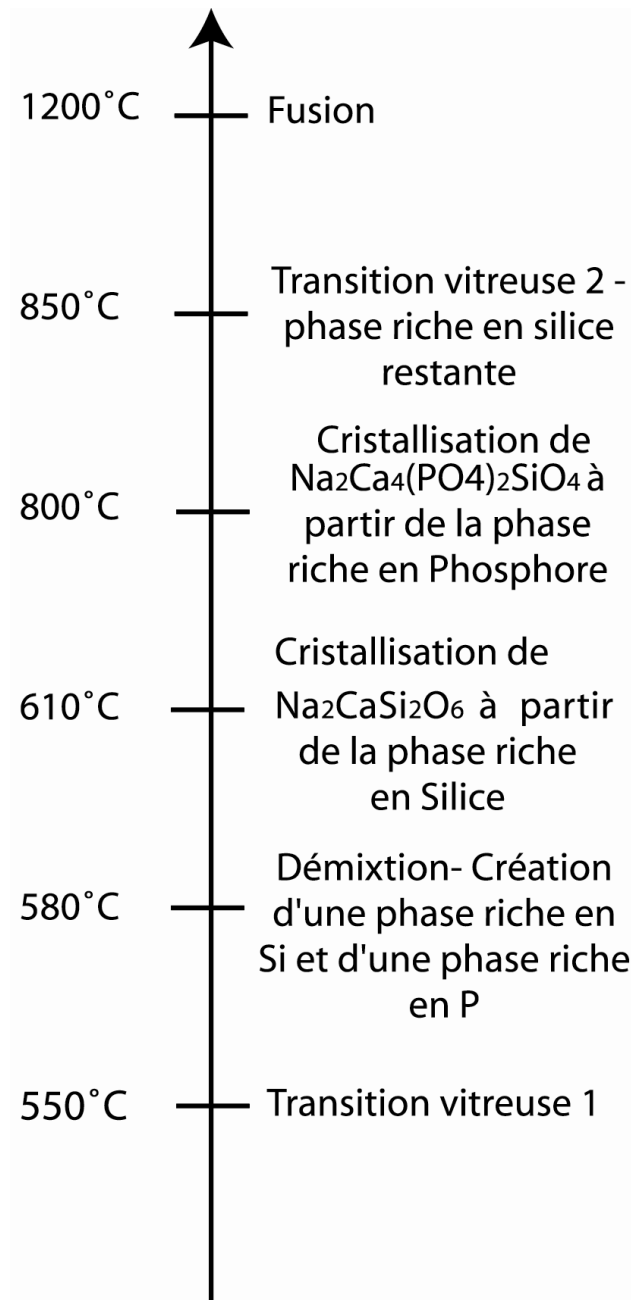 1200°C Fusion
850°C Transition vitreuse 2 -
phase riche en silice
restante
Cristallisation de
Na₂Ca₄(PO4)₂SiO₄ à
800°C partir de la phase
riche en Phosphore
Cristallisation de
610°C Na₂CaSi₂O₆ à partir
de la phase riche
en Silice
Démixtion- Création
580°C d'une phase riche en
Si et d'une phase riche
en P
550°C Transition vitreuse 1